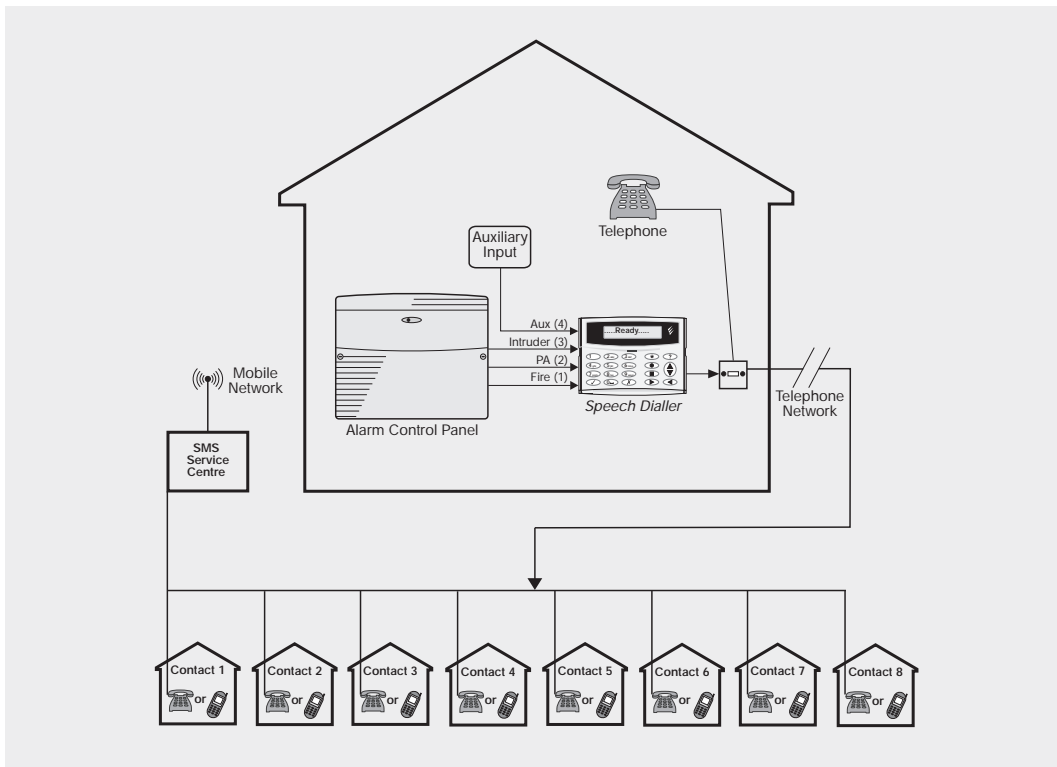 Telephone
Auxiliary
Input
Aux (4)
Intruder (3)
PA (2)
Fire (1)
.....Ready.....
Speech Dialler
Alarm Control Panel
Telephone
Network
Mobile
Network
SMS
Service
Centre
Contact 1
or
Contact 2
or
Contact 3
or
Contact 4
or
Contact 5
or
Contact 6
or
Contact 7
or
Contact 8
or